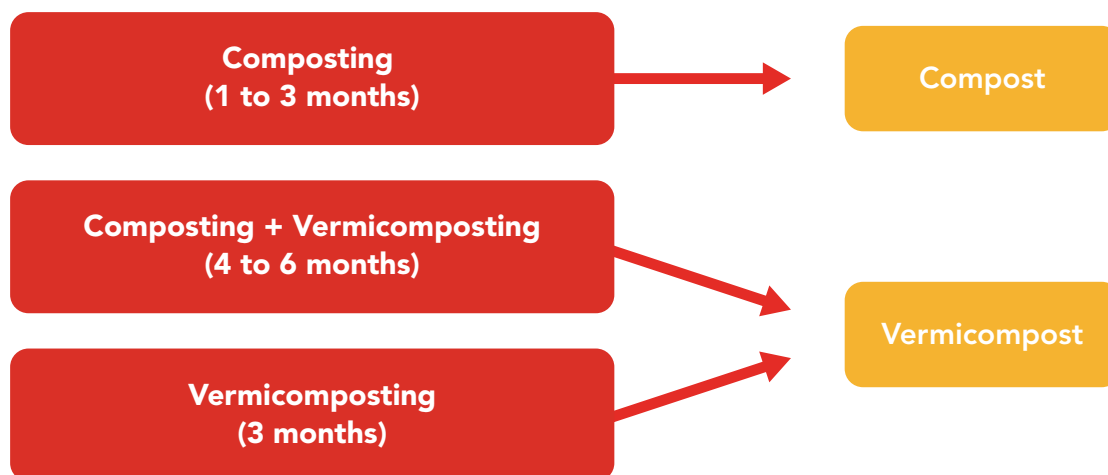 Composting
(1 to 3 months)
Compost
Composting + Vermicomposting
(4 to 6 months)
Vermicompost
Vermicomposting
(3 months)